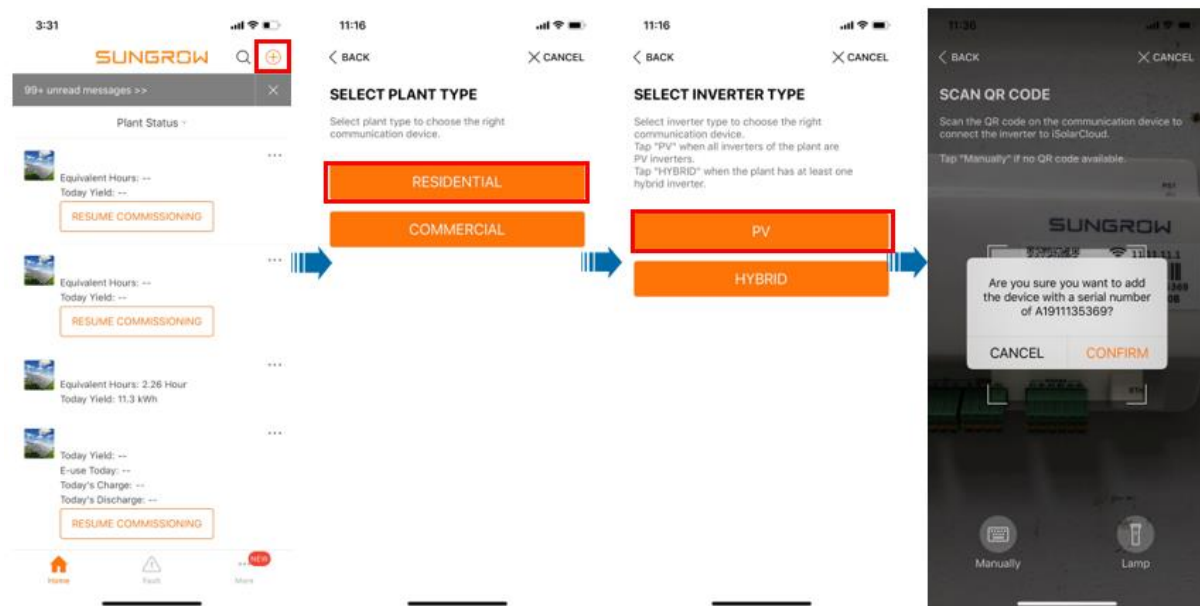 3:31
SUNGROW
99+ unread messages >>
Plant Status
Equivalent Hours: --
Today Yield: --
RESUME COMMISSIONING
Equivalent Hours: --
Today Yield: --
RESUME COMMISSIONING
Equivalent Hours: 2.26 Hour
Today Yield: 11.3 kWh
Today Yield: --
E-use Today: --
Today's Charge: --
Today's Discharge: --
RESUME COMMISSIONING
NEW
Home Fault More
11:16
BACK CANCEL
SELECT PLANT TYPE
Select plant type to choose the right
communication device.
RESIDENTIAL
COMMERCIAL
11:16
BACK CANCEL
SELECT INVERTER TYPE
Select inverter type to choose the right
communication device.
Tap "PV" when all inverters of the plant are
PV inverters.
Tap "HYBRID" when the plant has at least one
hybrid inverter.
PV
HYBRID
11:36
BACK CANCEL
SCAN QR CODE
Scan the QR code on the communication device to
connect the inverter to iSolarCloud.
Tap "Manually" if no QR code available.
SUNGROW
Are you sure you want to add
the device with a serial number
of A1911135369?
CANCEL CONFIRM
ETH
Manually Lamp